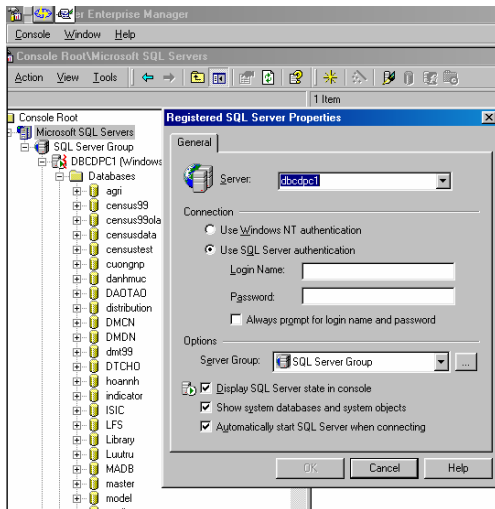 er Enterprise Manager
Console Window Help
Console Root\Microsoft SQL Servers
Action View Tools
1 Item
Console Root
Microsoft SQL Servers
SQL Server Group
DBCDPC1 (Windows
Databases
agri
census99
census99ola
censusdata
censustest
cuongnp
danhmuc
DAOTAO
distribution
DMCN
DMDN
dmt99
DTCHO
hoannh
indicator
ISIC
LFS
Library
Luutru
MADB
master
model
Registered SQL Server Properties
General
Server: dbcdpc1
Connection
Use Windows NT authentication
Use SQL Server authentication
Login Name:
Password:
Always prompt for login name and password
Options
Server Group: SQL Server Group ...
Display SQL Server state in console
Show system databases and system objects
Automatically start SQL Server when connecting
OK Cancel Help